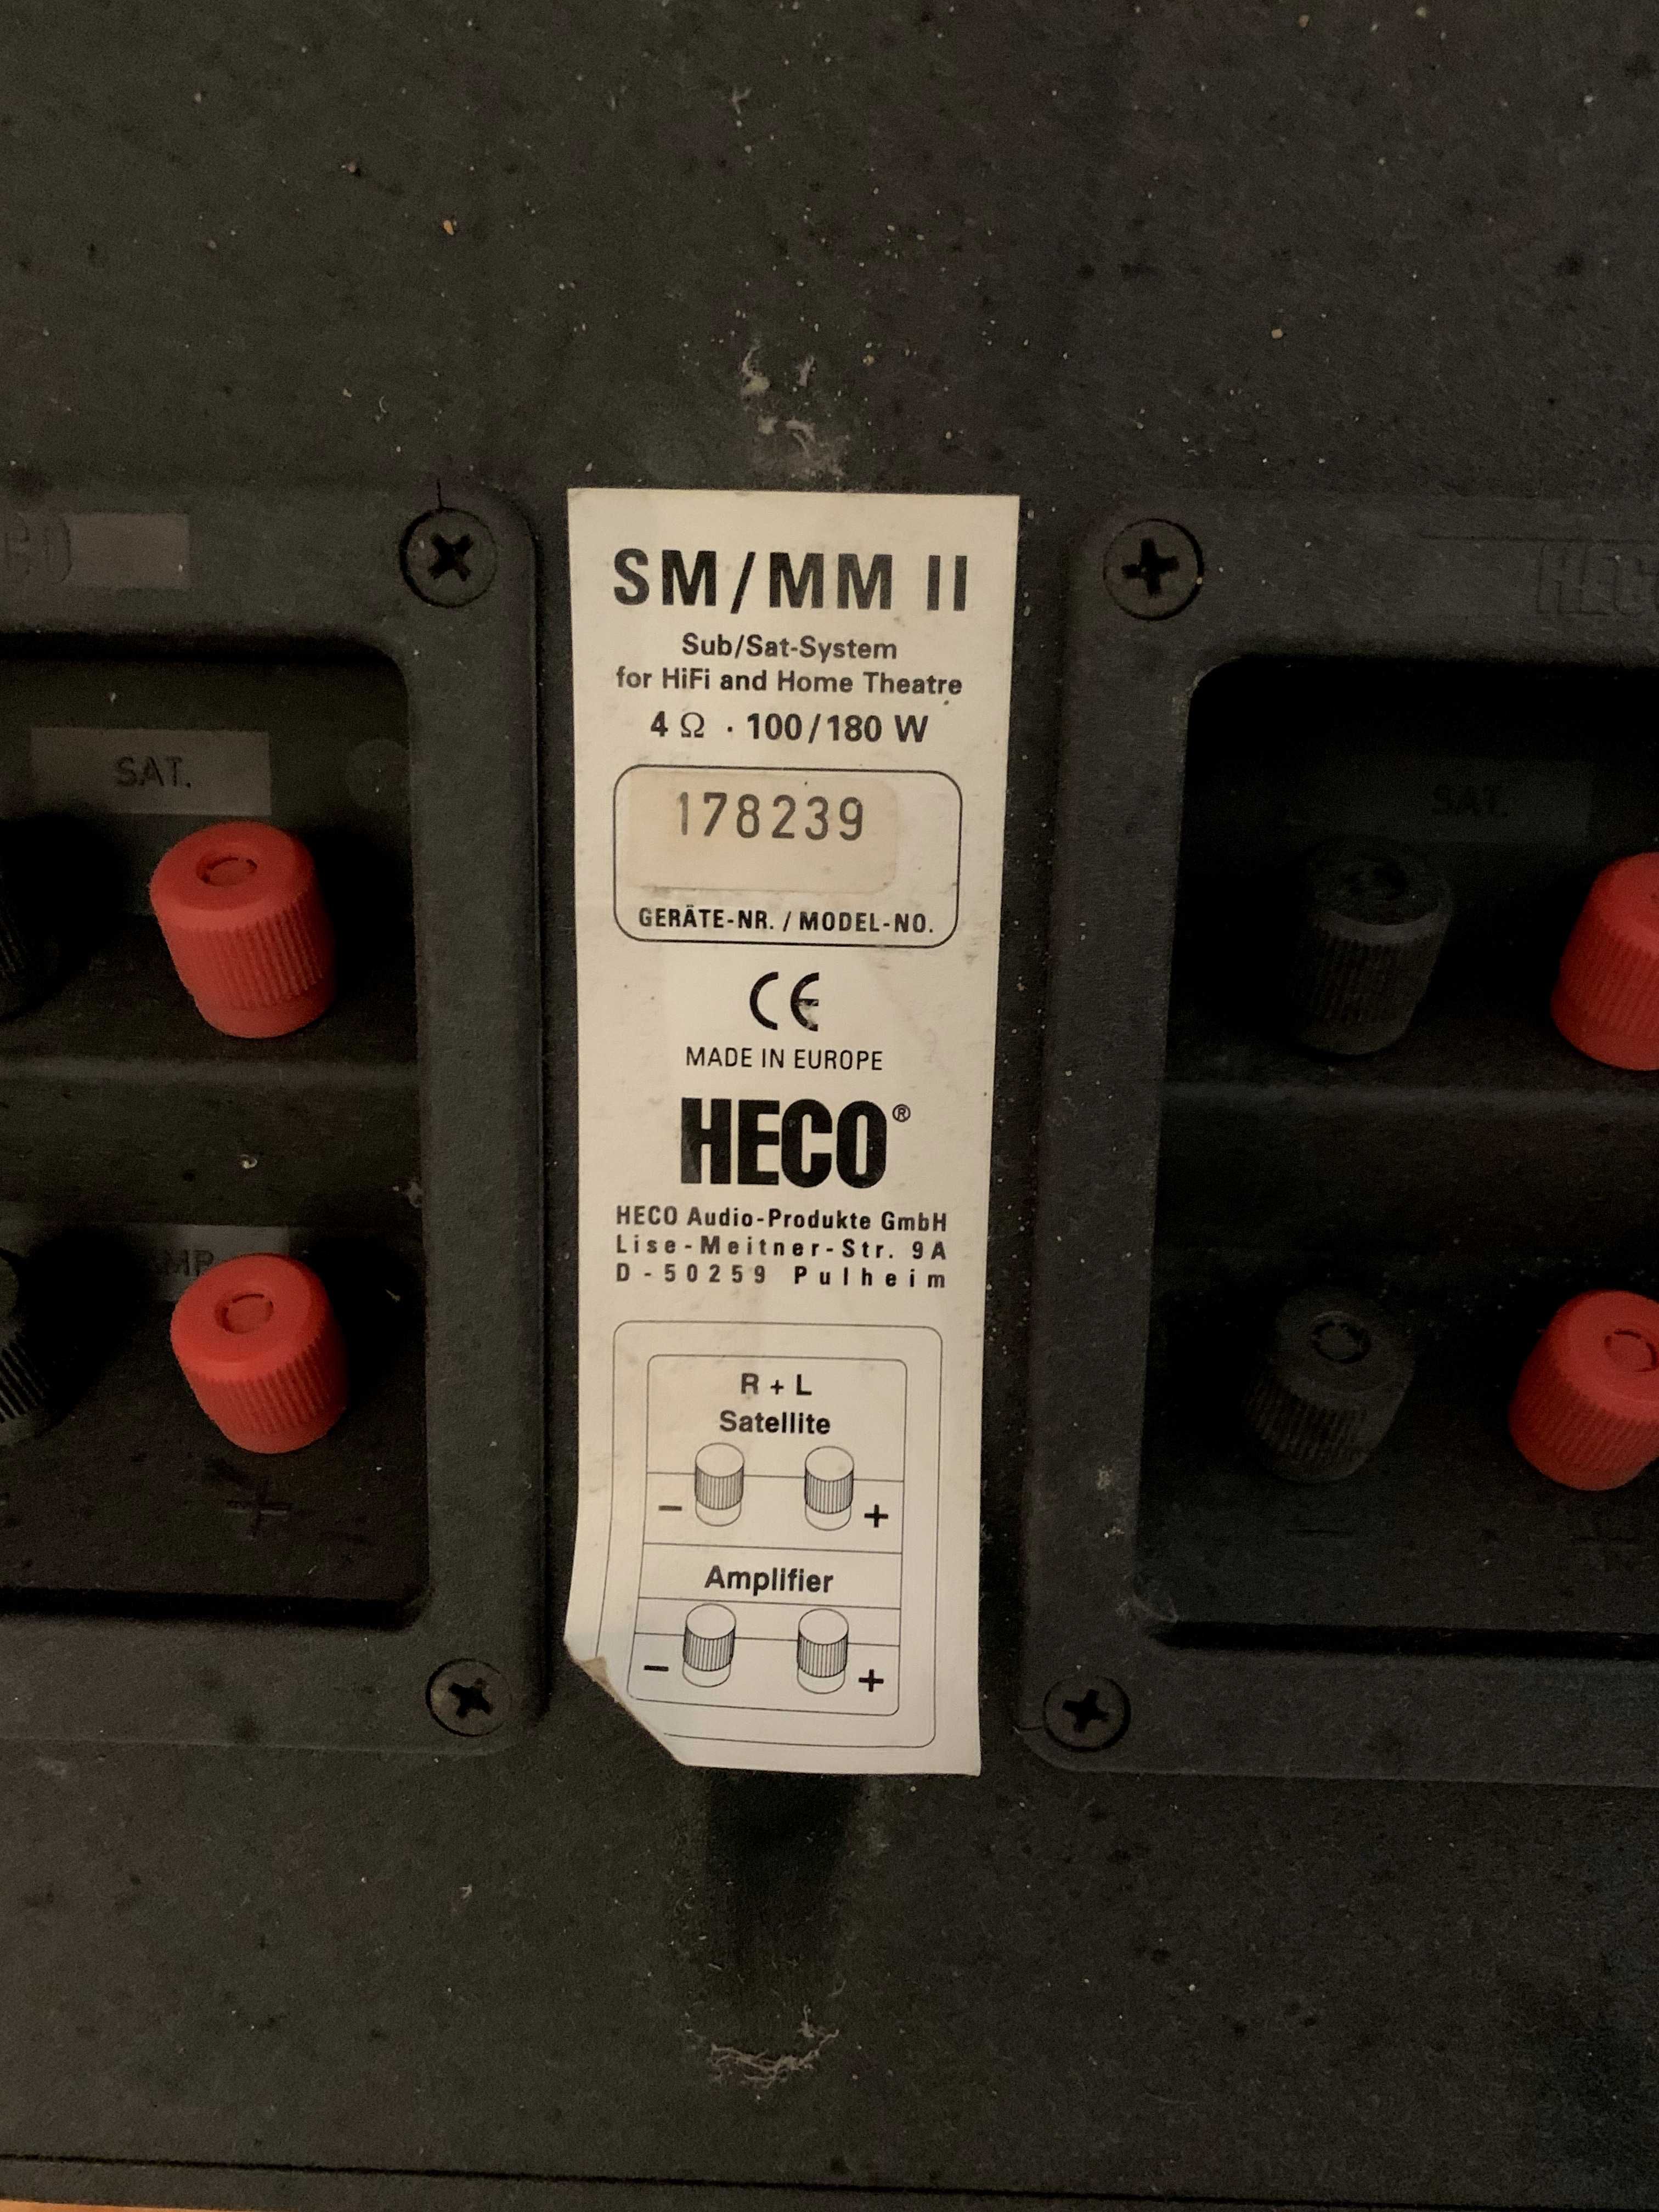 SM/MM II
Sub/Sat-System
for HiFi and Home Theatre
4 Ω · 100/180 W
178239
GERÄTE-NR. / MODEL-NO.
CE
MADE IN EUROPE
HECO®
HECO Audio-Produkte GmbH
Lise-Meitner-Str. 9A
D-50259 Pulheim
R + L
Satellite
- +
Amplifier
- +
SAT.
+
SAT.
- +